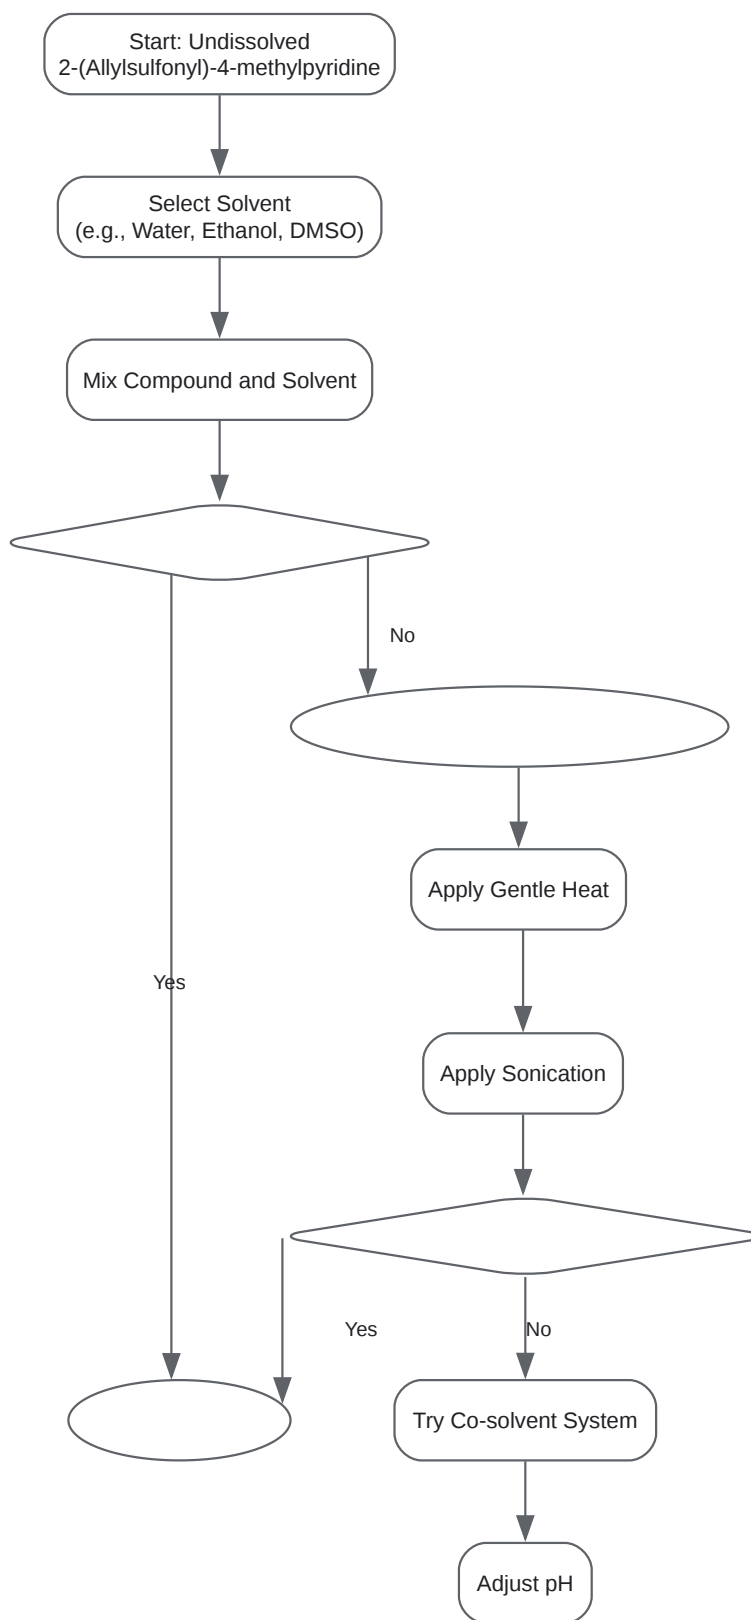 Start: Undissolved
2-(Allylsulfonyl)-4-methylpyridine
Select Solvent
(e.g., Water, Ethanol, DMSO)
Mix Compound and Solvent
No
Apply Gentle Heat
Yes
Apply Sonication
Yes
No
Try Co-solvent System
Adjust pH